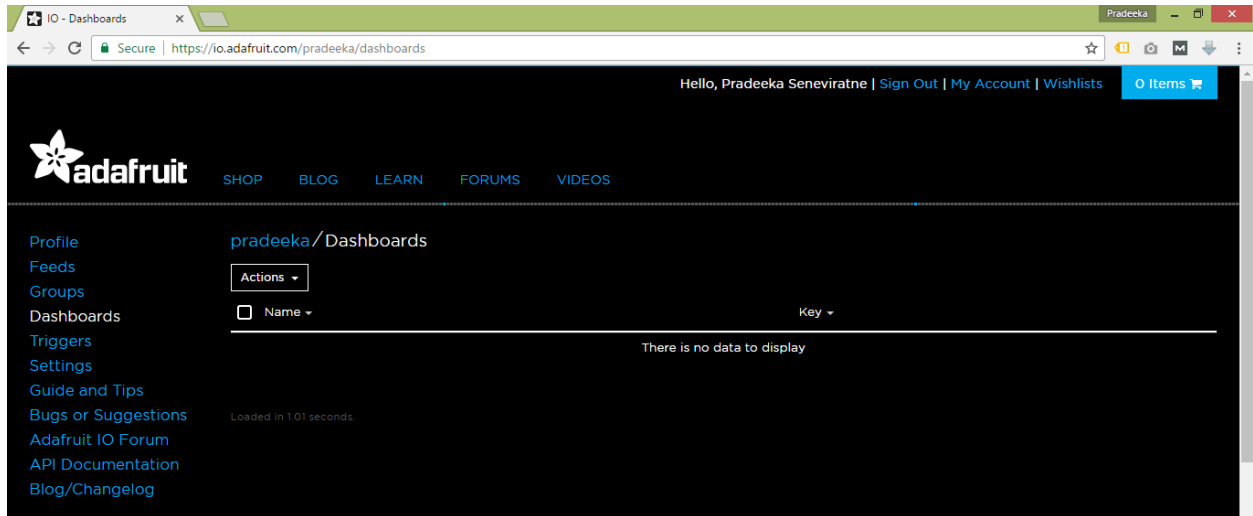 IO - Dashboards
Pradeeka
Secure https://io.adafruit.com/pradeeka/dashboards
Hello, Pradeeka Seneviratne | Sign Out | My Account | Wishlists 0 Items
adafruit
SHOP BLOG LEARN FORUMS VIDEOS
Profile
Feeds
Groups
Dashboards
Triggers
Settings
Guide and Tips
Bugs or Suggestions
Adafruit IO Forum
API Documentation
Blog/Changelog
pradeeka/Dashboards
Actions
Name Key
There is no data to display
Loaded in 1.01 seconds.